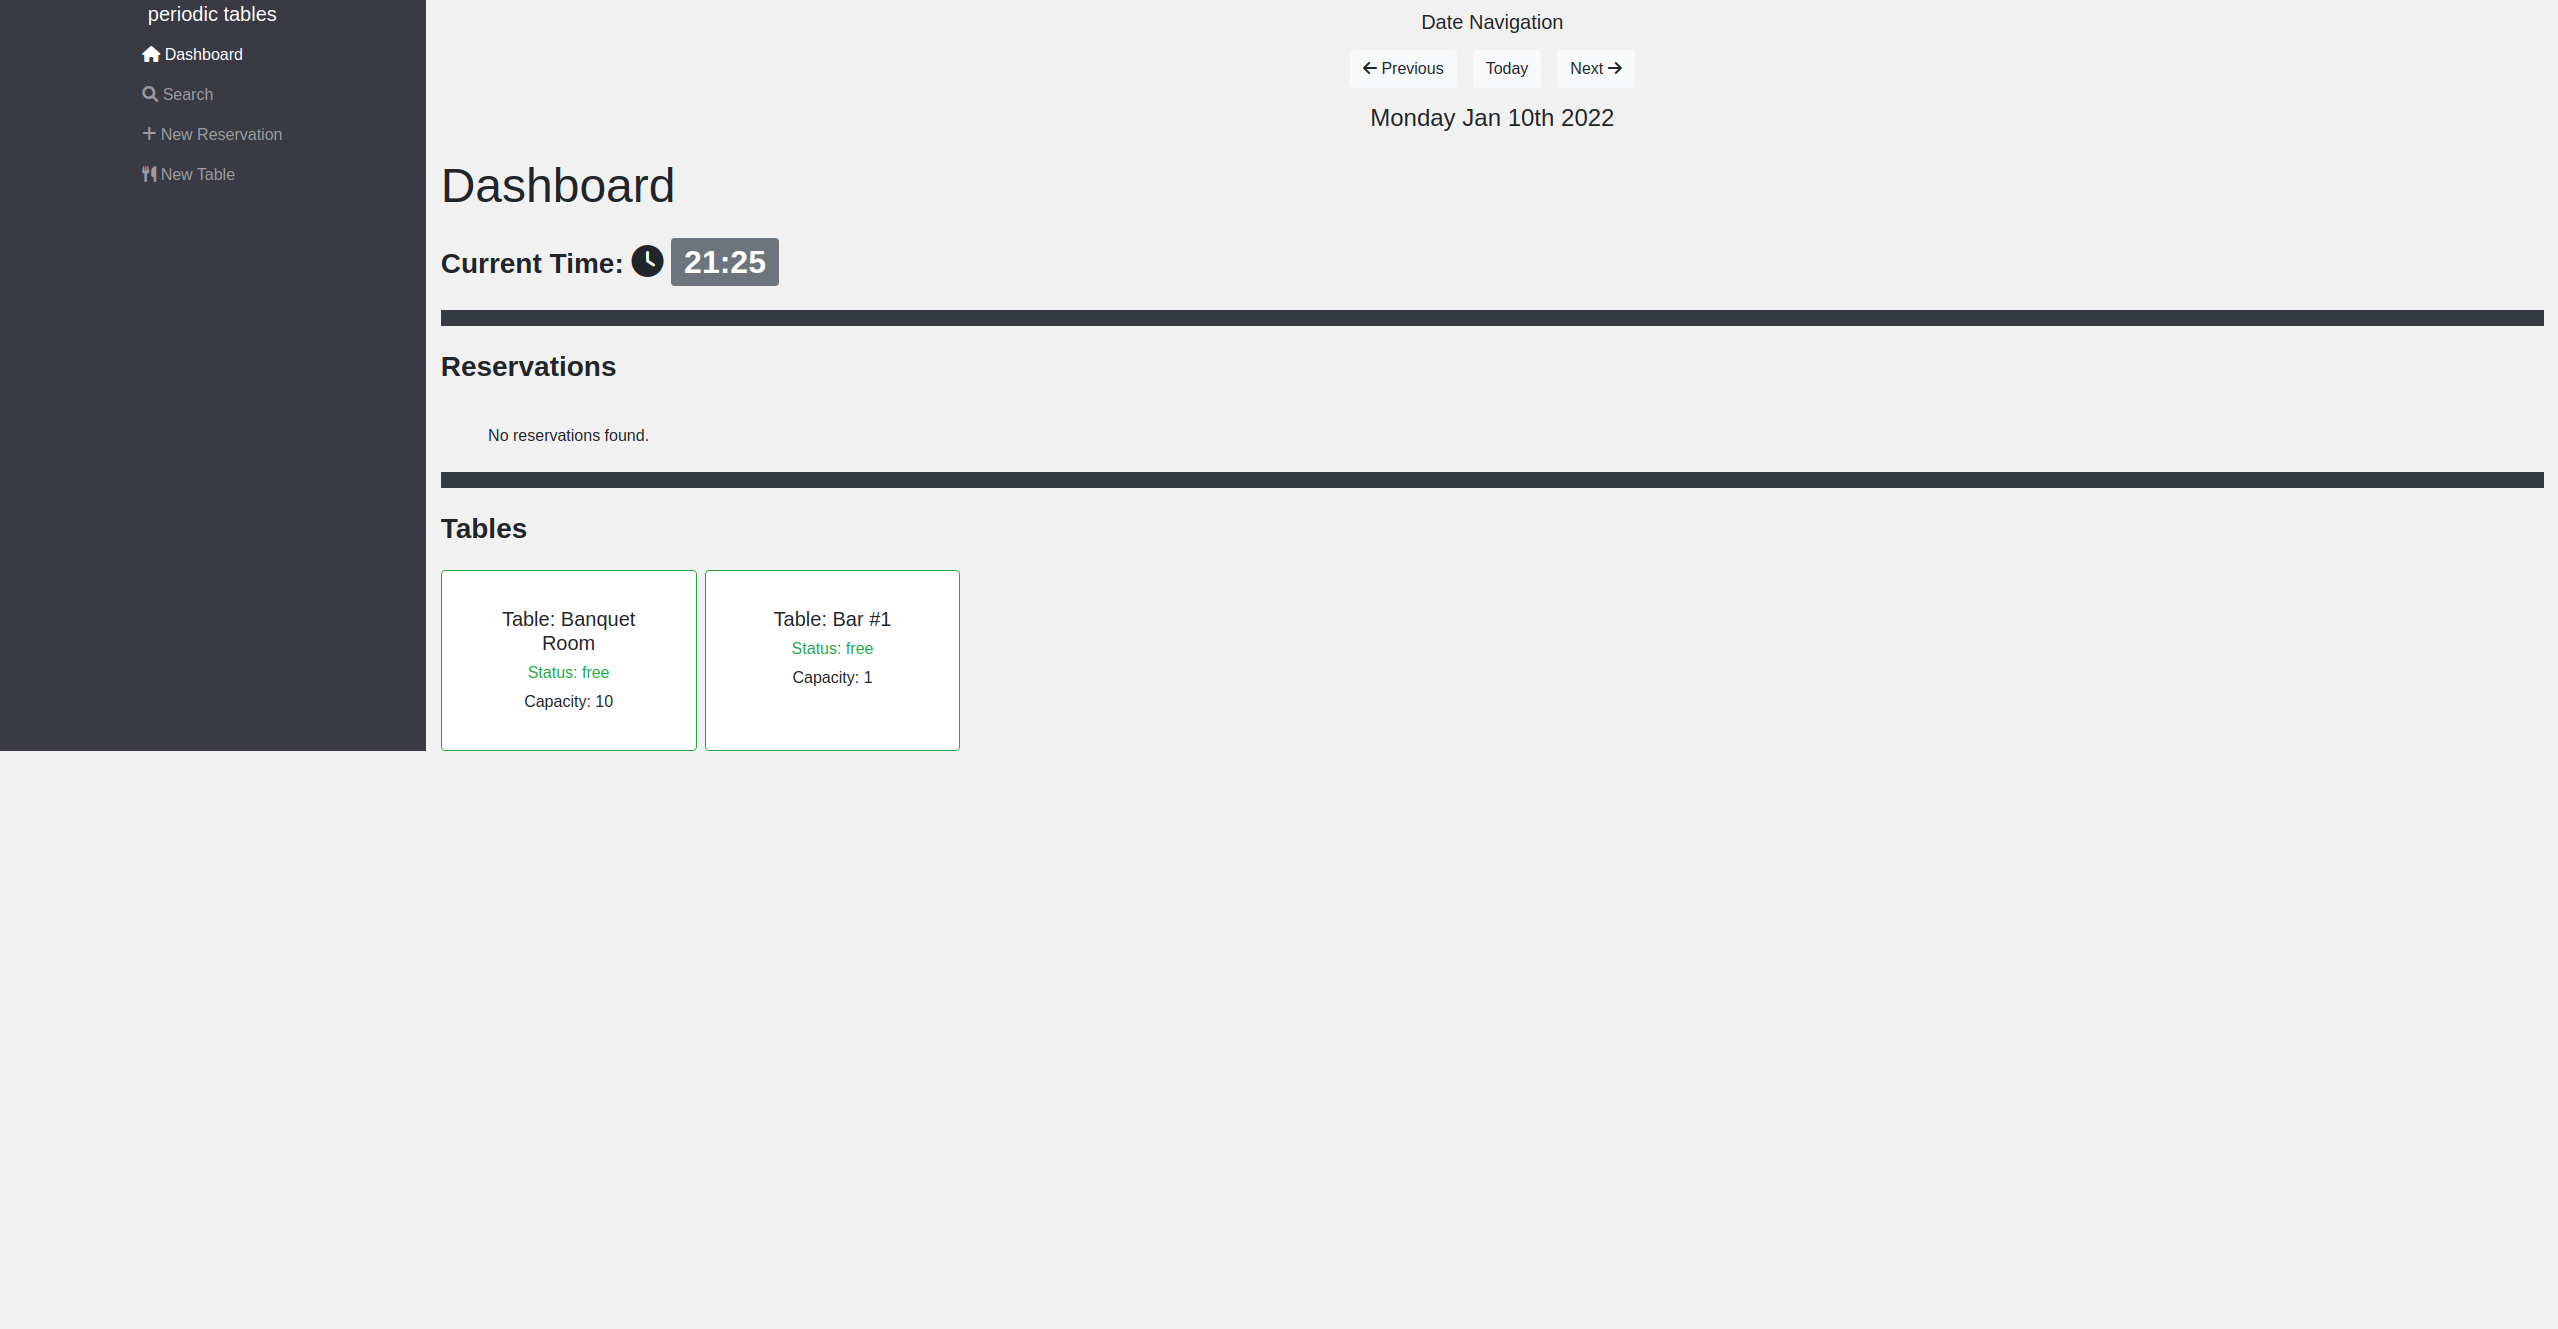 periodic tables
Dashboard
Search
New Reservation
New Table
Date Navigation
Previous
Today
Next
Monday Jan 10th 2022
Dashboard
Current Time: 21:25
Reservations
No reservations found.
Tables
Table: Banquet
Room
Status: free
Capacity: 10
Table: Bar #1
Status: free
Capacity: 1